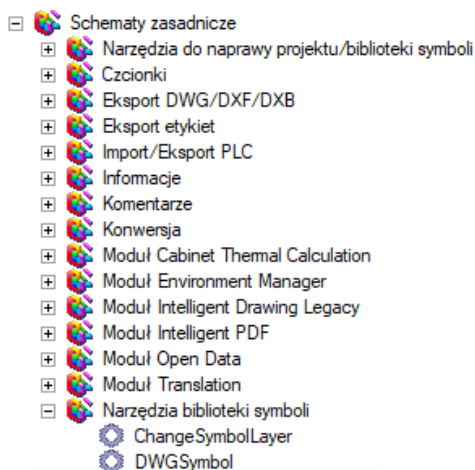 Schematy zasadnicze
Narzędzia do naprawy projektu/biblioteki symboli
Czcionki
Eksport DWG/DXF/DXB
Eksport etykiet
Import/Eksport PLC
Informacje
Komentarze
Konwersja
Moduł Cabinet Thermal Calculation
Moduł Environment Manager
Moduł Intelligent Drawing Legacy
Moduł Intelligent PDF
Moduł Open Data
Moduł Translation
Narzędzia biblioteki symboli
ChangeSymbolLayer
DWGSymbol